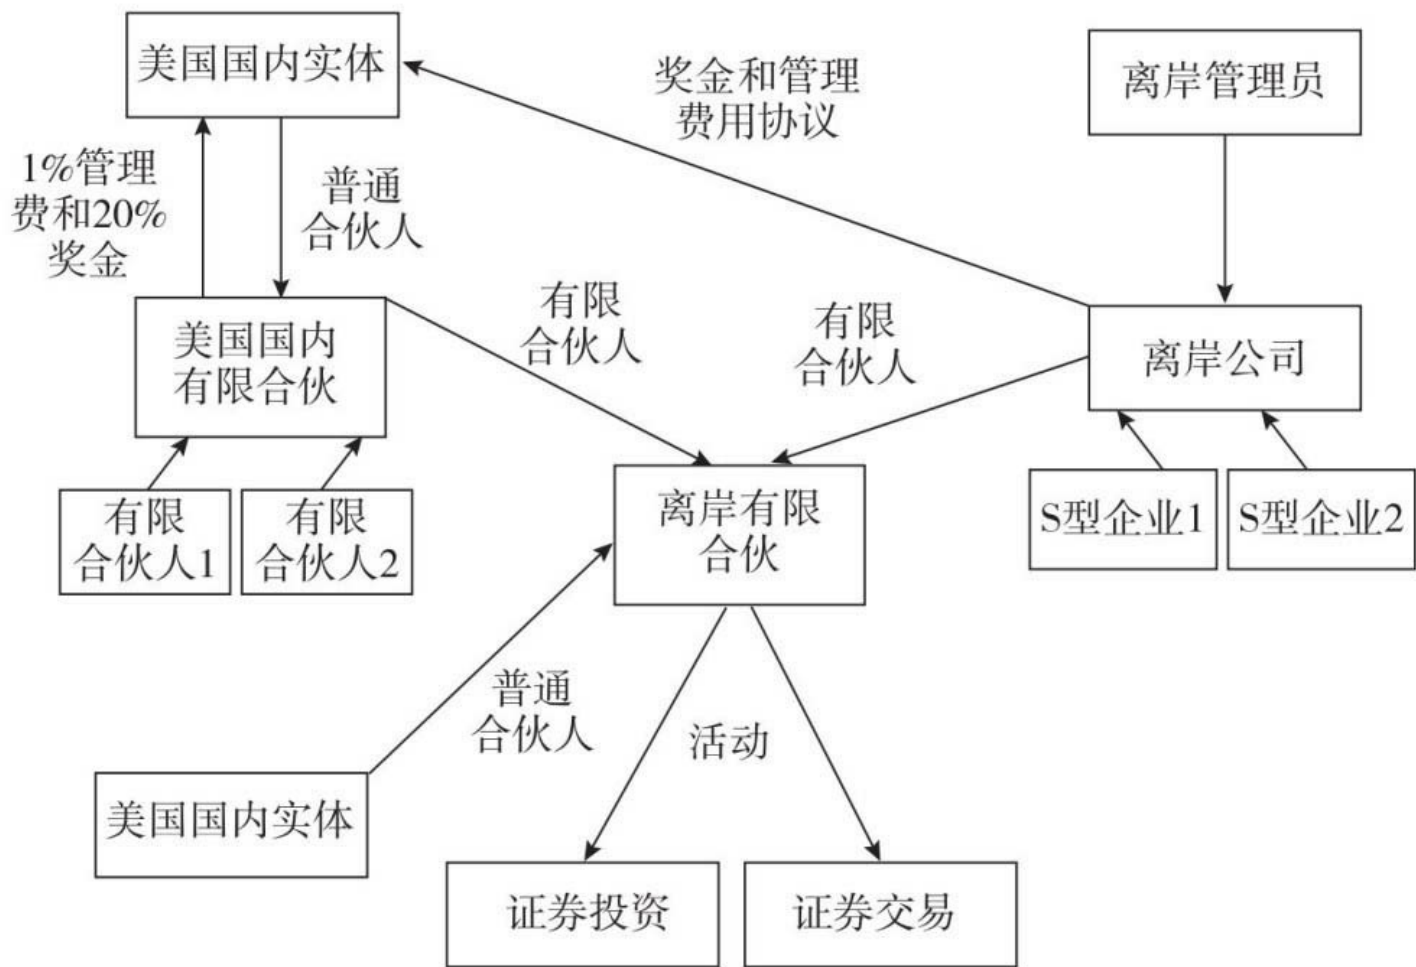 美国国内实体
奖金和管理
费用协议
离岸管理员
1%管理
费和20%
奖金
普通
合伙人
美国国内
有限合伙
有限
合伙人
有限
合伙人
离岸公司
有限
合伙人1
有限
合伙人2
离岸有限
合伙
S型企业1
S型企业2
普通
合伙人
活动
美国国内实体
证券投资
证券交易